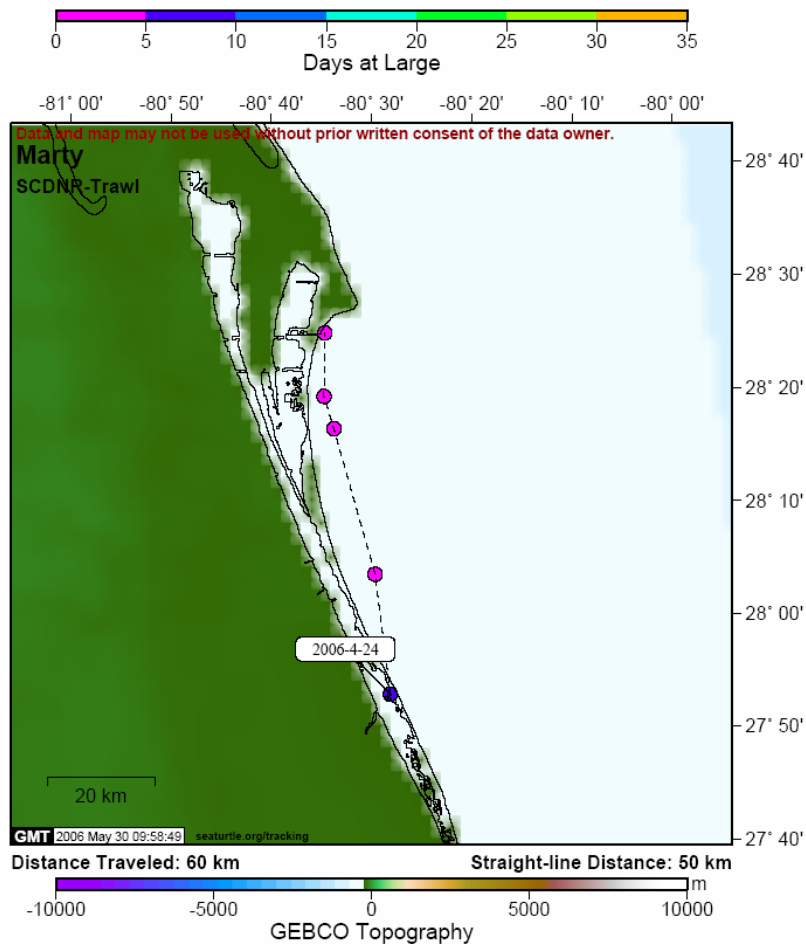 0 5 10 15 20 25 30 35
Days at Large
-81˚ 00' -80˚ 50' -80˚ 40' -80˚ 30' -80˚ 20' -80˚ 10' -80˚ 00'
Data and map may not be used without prior written consent of the data owner.
Marty
SCDNR-Trawl
28˚ 40'
28˚ 30'
28˚ 20'
28˚ 10'
28˚ 00'
2006-4-24
27˚ 50'
20 km
GMT 2006 May 30 09:58:49 seaturtle.org/tracking
27˚ 40'
Distance Traveled: 60 km Straight-line Distance: 50 km
m
-10000 -5000 0 5000 10000
GEBCO Topography